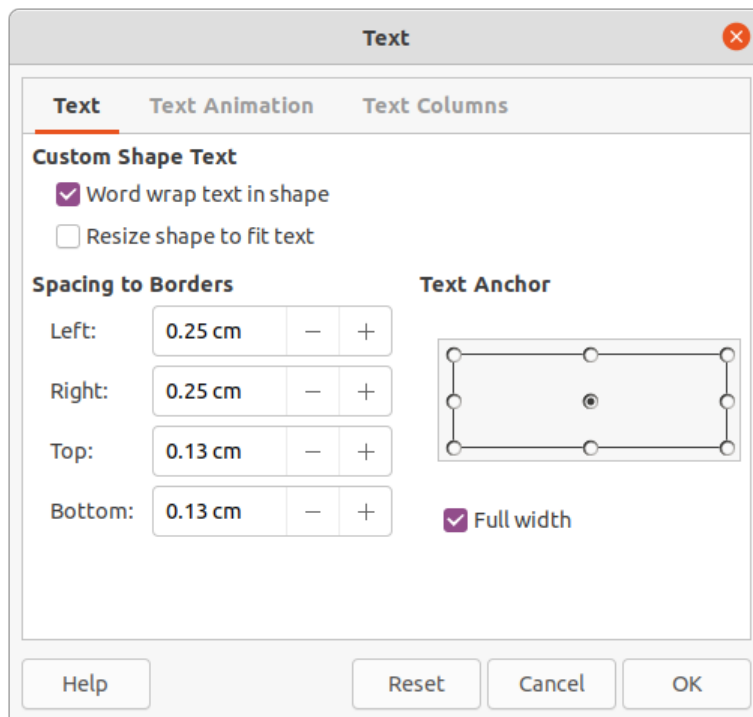 Text
Text Text Animation Text Columns
Custom Shape Text
Word wrap text in shape
Resize shape to fit text
Spacing to Borders Text Anchor
Left: 0.25 cm − +
Right: 0.25 cm − +
Top: 0.13 cm − +
Bottom: 0.13 cm − +
Full width
Help Reset Cancel OK